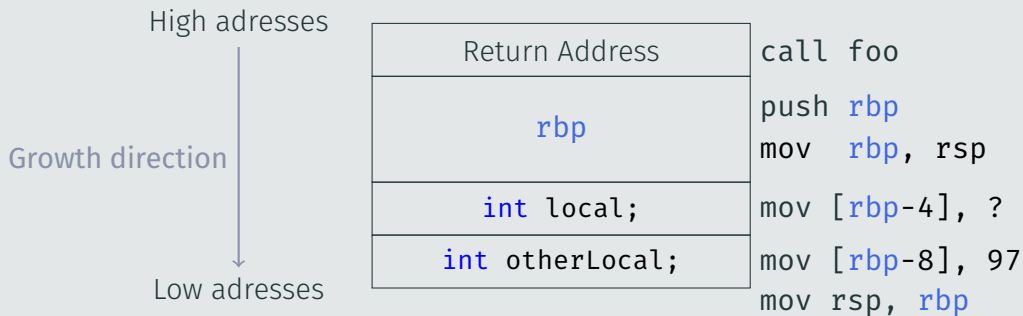 High adresses
Growth direction
Low adresses
Return Address
call foo
rbp
push rbp
mov rbp, rsp
int local;
mov [rbp-4], ?
int otherLocal;
mov [rbp-8], 97
mov rsp, rbp